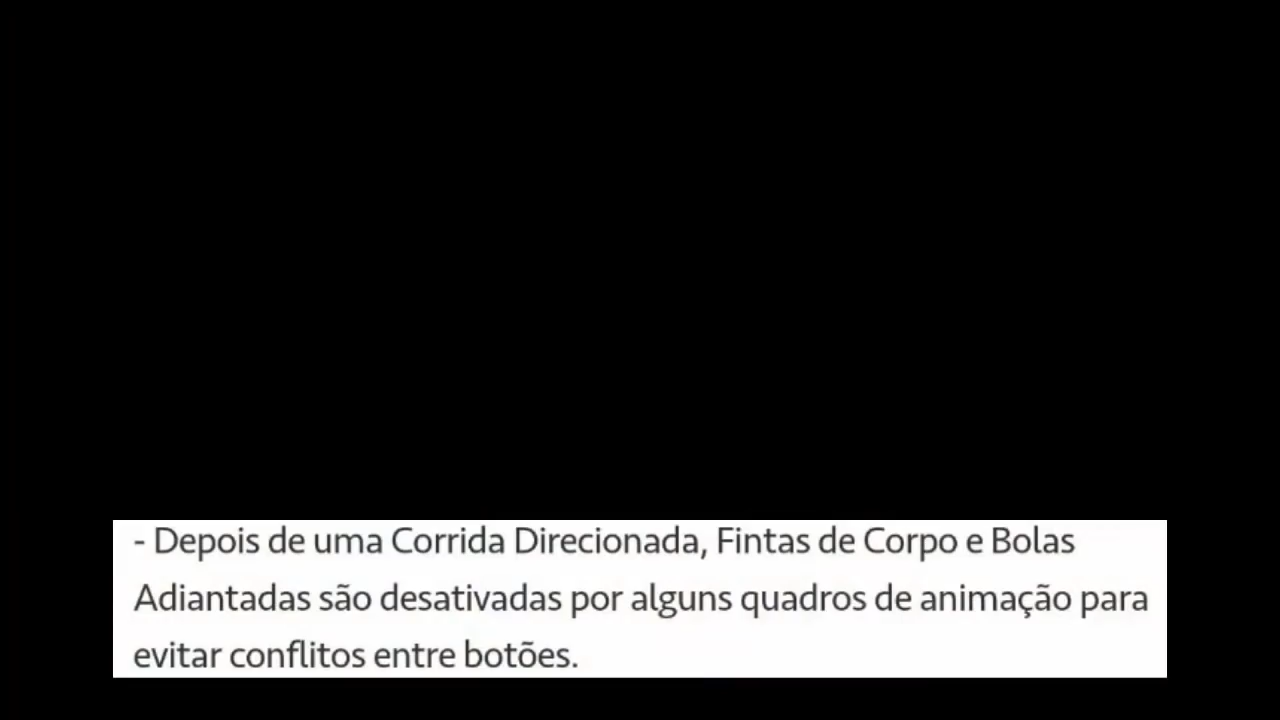 - Depois de uma Corrida Direcionada, Fintas de Corpo e Bolas
Adiantadas são desativadas por alguns quadros de animação para
evitar conflitos entre botões.